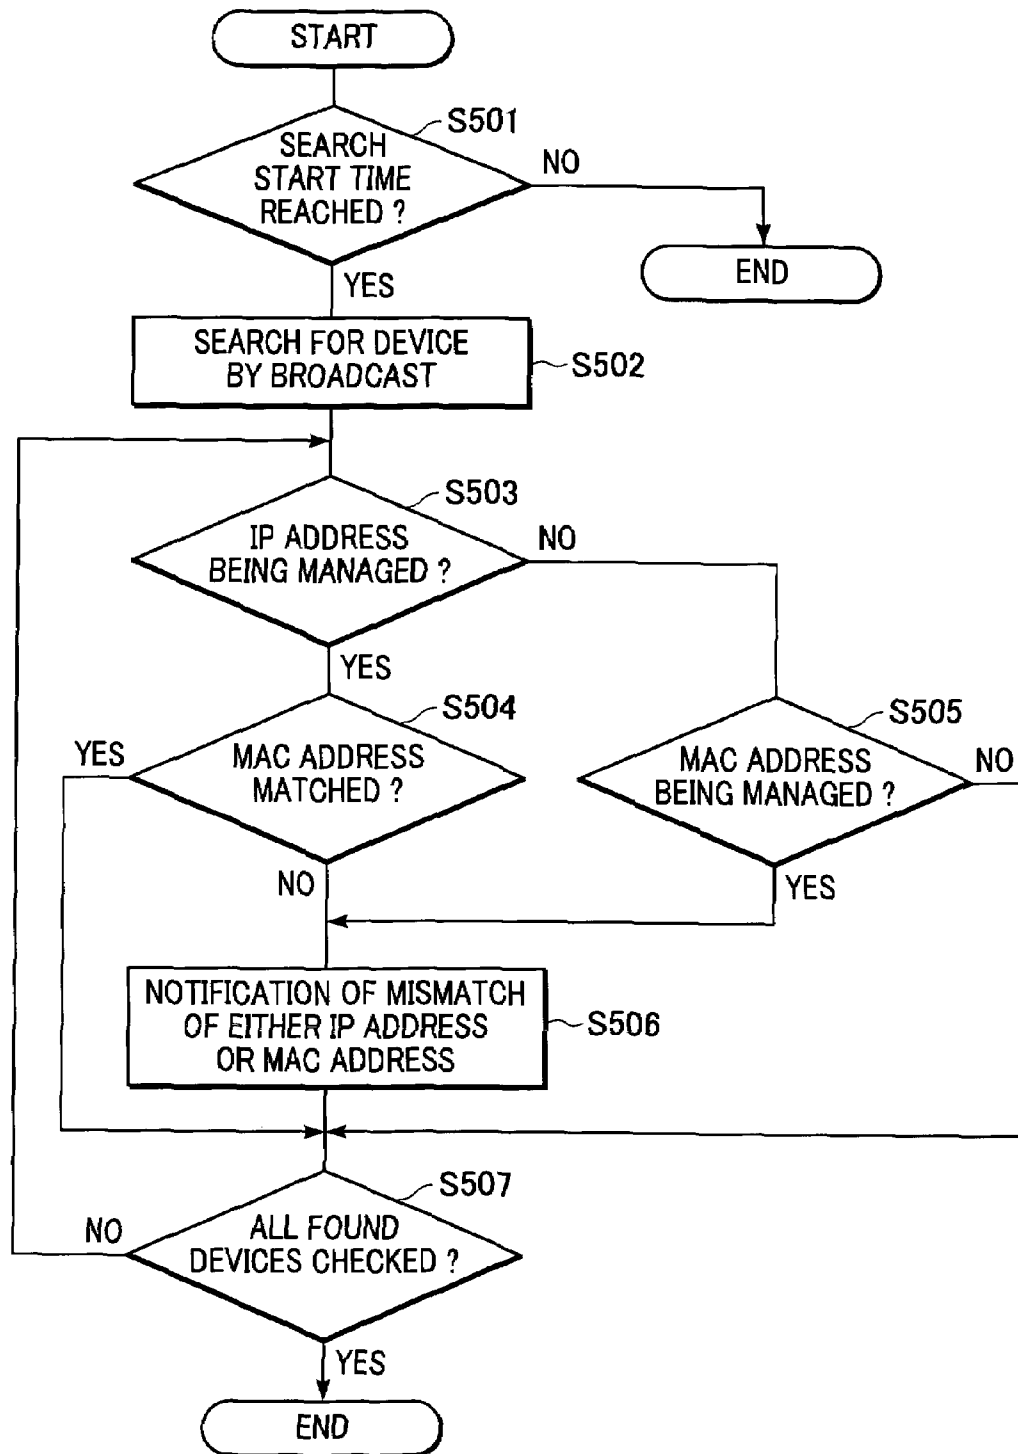 START
S501
SEARCH
START TIME
REACHED ?
NO
END
YES
SEARCH FOR DEVICE
BY BROADCAST
S502
S503
IP ADDRESS
BEING MANAGED ?
NO
YES
S504
YES
MAC ADDRESS
MATCHED ?
S505
MAC ADDRESS
BEING MANAGED ?
NO
NO
YES
NOTIFICATION OF MISMATCH
OF EITHER IP ADDRESS
OR MAC ADDRESS
S506
S507
NO
ALL FOUND
DEVICES CHECKED ?
YES
END